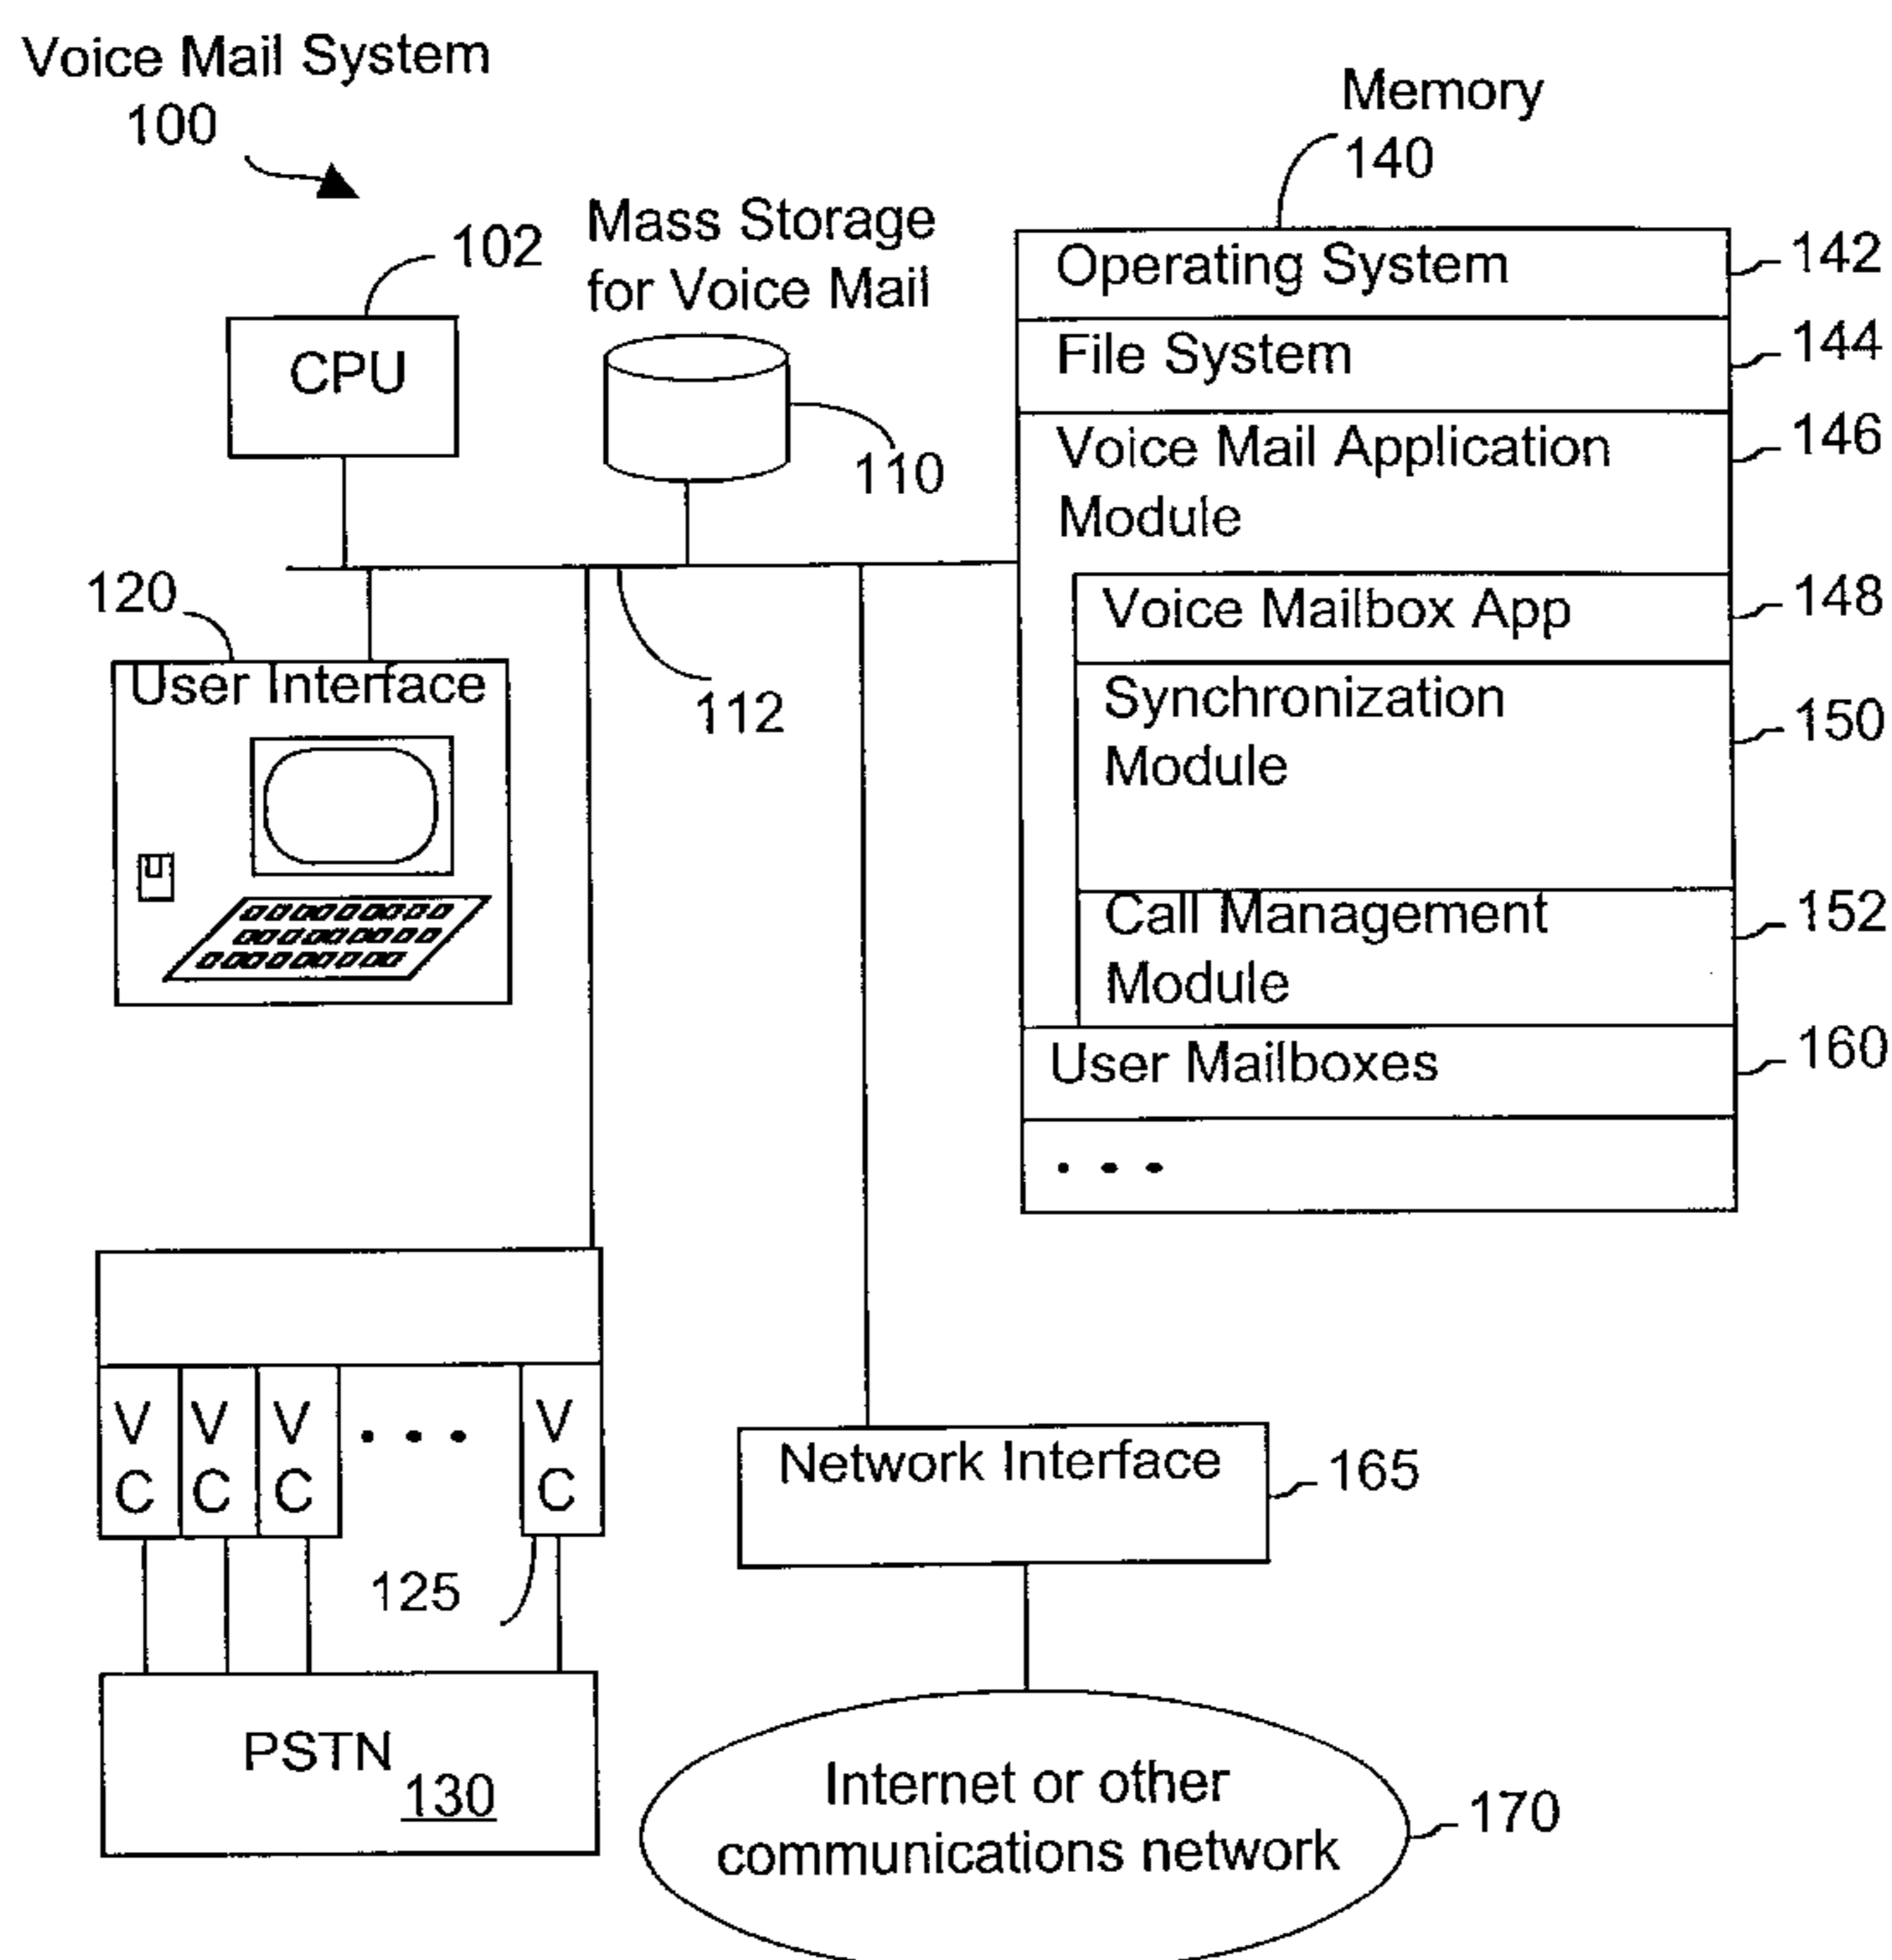 Voice Mail System
100
102
CPU
Mass Storage
for Voice Mail
110
112
120
User Interface
Memory
140
Operating System
142
File System
144
Voice Mail Application
Module
146
Voice Mailbox App
148
Synchronization
Module
150
Call Management
Module
152
User Mailboxes
160
• • •
V V V • • • V
C C C C
125
PSTN 130
Network Interface
165
Internet or other
communications network
170